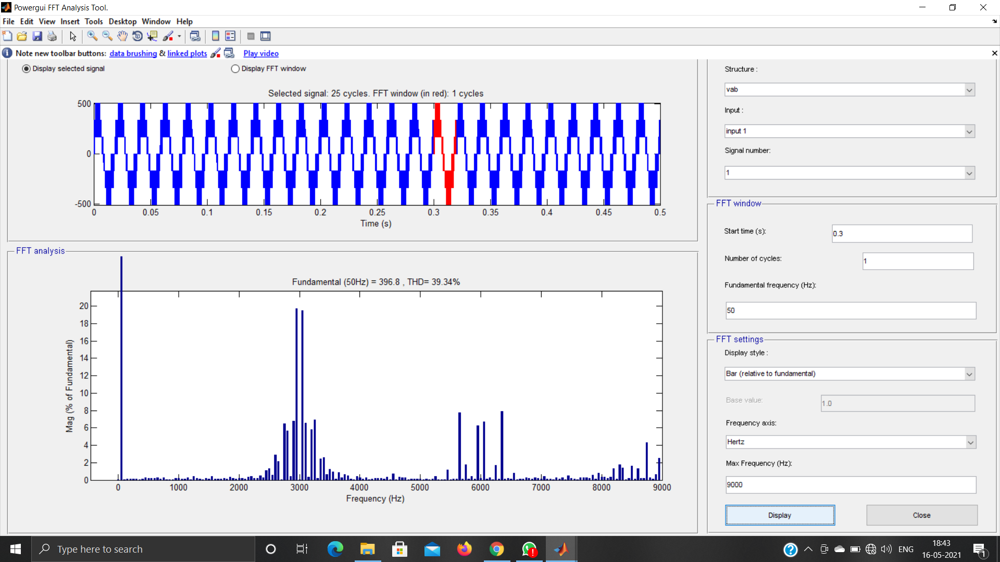 Powergui FFT Analysis Tool.
File Edit View Insert Tools Desktop Window Help
Note new toolbar buttons: data brushing & linked plots Play video
Display selected signal Display FFT window
Selected signal: 25 cycles. FFT window (in red): 1 cycles
500
0
-500
0 0.05 0.1 0.15 0.2 0.25 0.3 0.35 0.4 0.45 0.5
Time (s)
FFT analysis
Fundamental (50Hz) = 396.8 , THD= 39.34%
20
18
16
14
12
10
8
6
4
2
0
Mag (% of Fundamental)
0 1000 2000 3000 4000 5000 6000 7000 8000 9000
Frequency (Hz)
Structure :
vab
Input :
input 1
Signal number:
1
FFT window
Start time (s):
0.3
Number of cycles:
1
Fundamental frequency (Hz):
50
FFT settings
Display style :
Bar (relative to fundamental)
Base value:
1.0
Frequency axis:
Hertz
Max Frequency (Hz):
9000
Display Close
Type here to search
ENG
18:43
16-05-2021
1